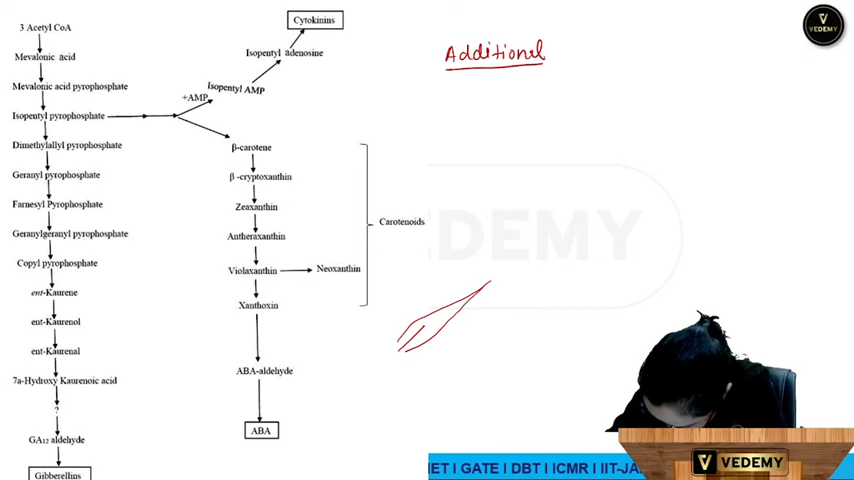 3 Acetyl CoA
Mevalonic acid
Mevalonic acid pyrophosphate
Isopentyl pyrophosphate
Dimethylallyl pyrophosphate
Geranyl pyrophosphate
Farnesyl Pyrophosphate
Geranylgeranyl pyrophosphate
Copyl pyrophosphate
ent-Kaurene
ent-Kaurenol
ent-Kaurenal
7a-Hydroxy Kaurenoic acid
?
GA12 aldehyde
Gibberellins
+AMP
Isopentyl AMP
Isopentyl adenosine
Cytokinins
β-carotene
β -cryptoxanthin
Zeaxanthin
Antheraxanthin
Violaxanthin
Neoxanthin
Xanthoxin
Carotenoids
ABA-aldehyde
ABA
Additional
VEDEMY
EDEMY
VEDEMY
NET I GATE I DBT I ICMR I IIT-JA